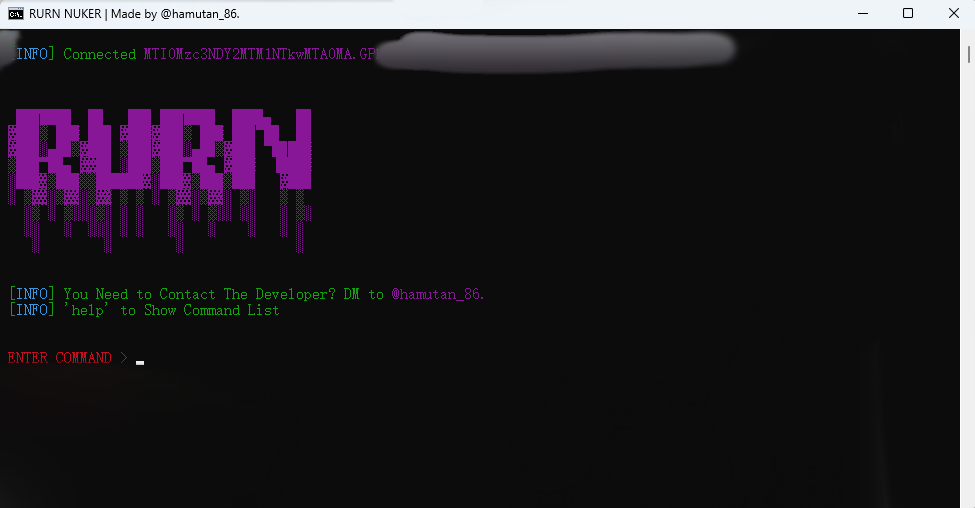 RURN NUKER | Made by @hamutan_86.
[INFO] Connected MTI0Mzc3NDY2MTM1NTkwMTA0MA.GP
RURN
[INFO] You Need to Contact The Developer? DM to @hamutan_86.
[INFO] 'help' to Show Command List
ENTER COMMAND >